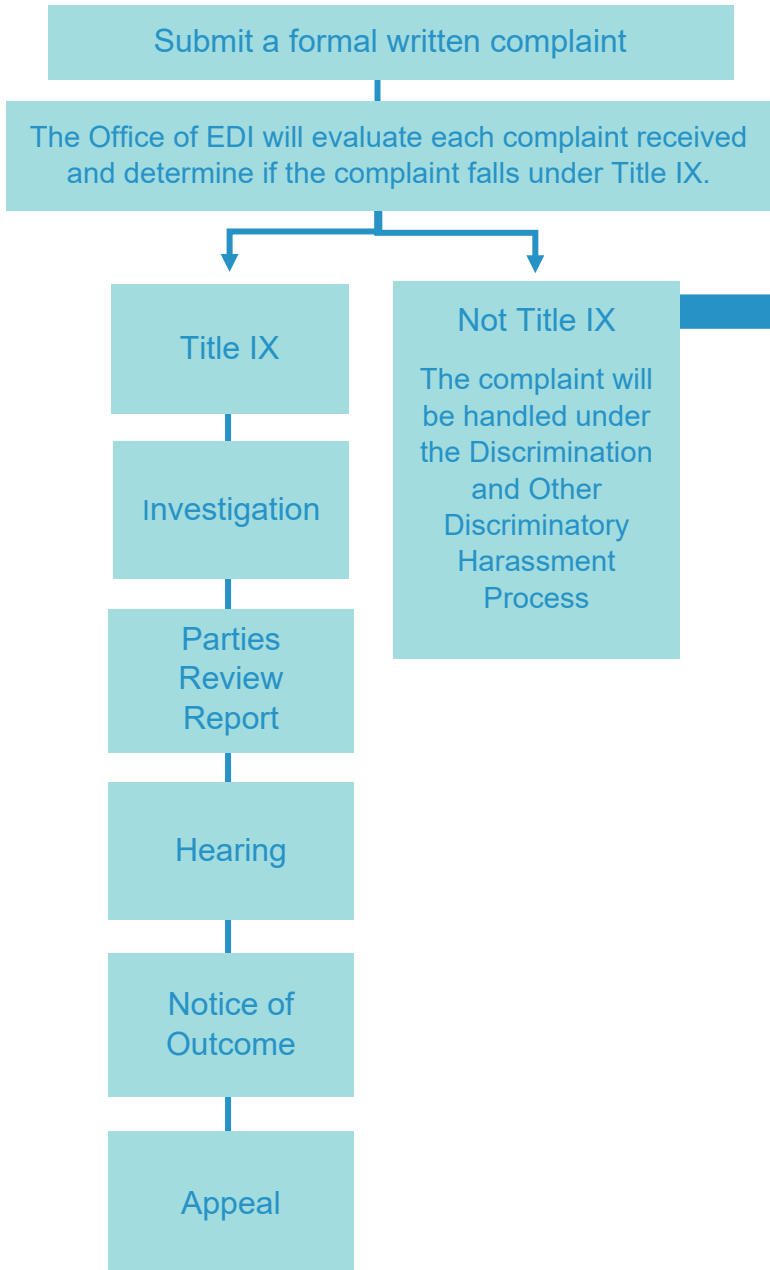 Submit a formal written complaint
The Office of EDI will evaluate each complaint received
and determine if the complaint falls under Title IX.
Title IX
Investigation
Parties
Review
Report
Hearing
Notice of
Outcome
Appeal
Not Title IX
The complaint will
be handled under
the Discrimination
and Other
Discriminatory
Harassment
Process